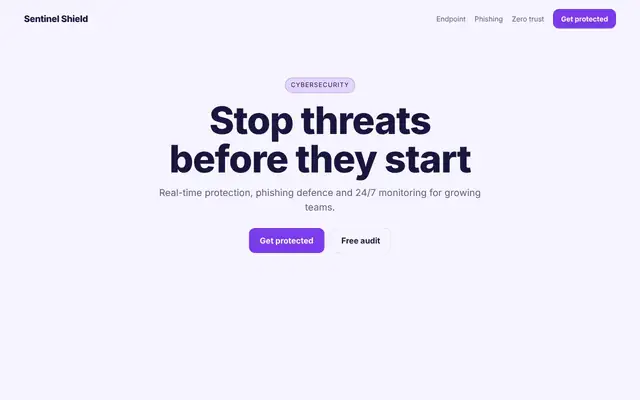 Sentinel Shield
Endpoint
Phishing
Zero trust
Get protected
CYBERSECURITY
Stop threats
before they start
Real-time protection, phishing defence and 24/7 monitoring for growing
teams.
Get protected
Free audit